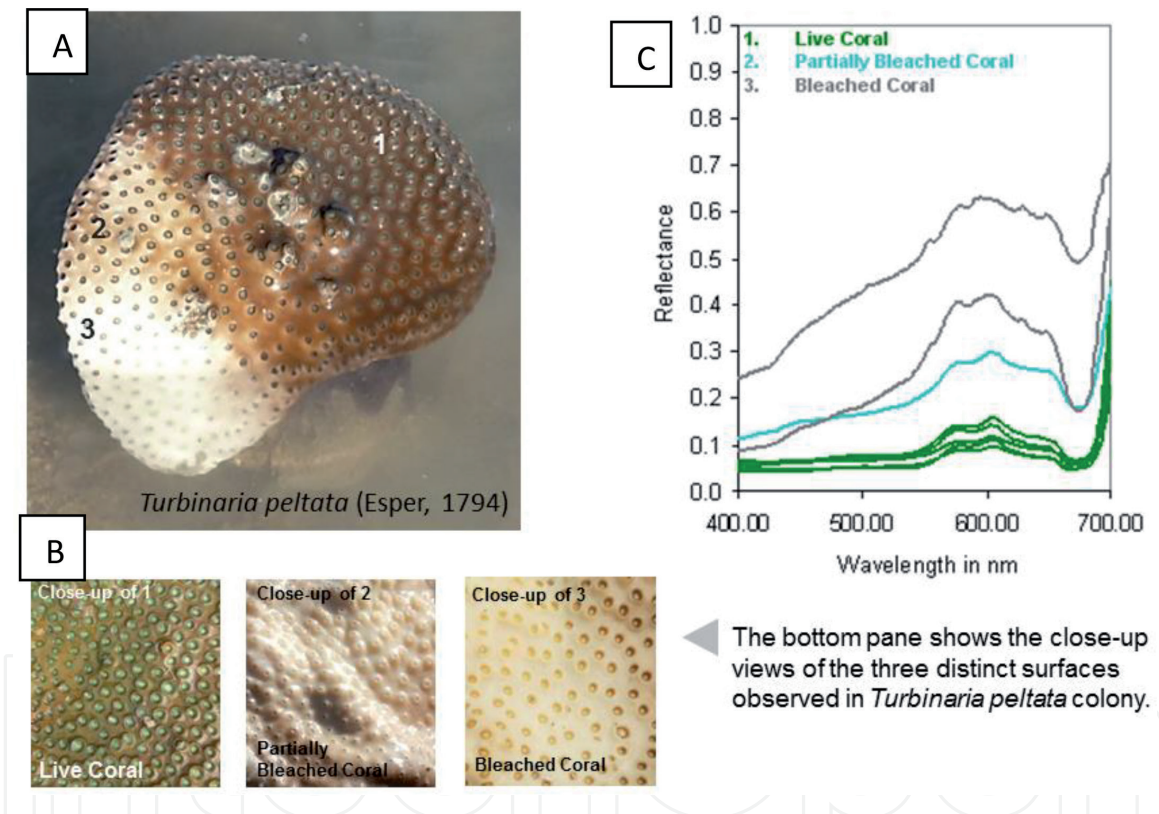 A
1
2
3
Turbinaria peltata (Esper, 1794)
B
Close-up of 1
Live Coral
Close-up of 2
Partially
Bleached Coral
Close-up of 3
Bleached Coral
C
1. Live Coral
2. Partially Bleached Coral
3. Bleached Coral
Reflectance
1.0
0.9
0.8
0.7
0.6
0.5
0.4
0.3
0.2
0.1
0.0
400.00 500.00 600.00 700.00
Wavelength in nm
The bottom pane shows the close-up
views of the three distinct surfaces
observed in Turbinaria peltata colony.